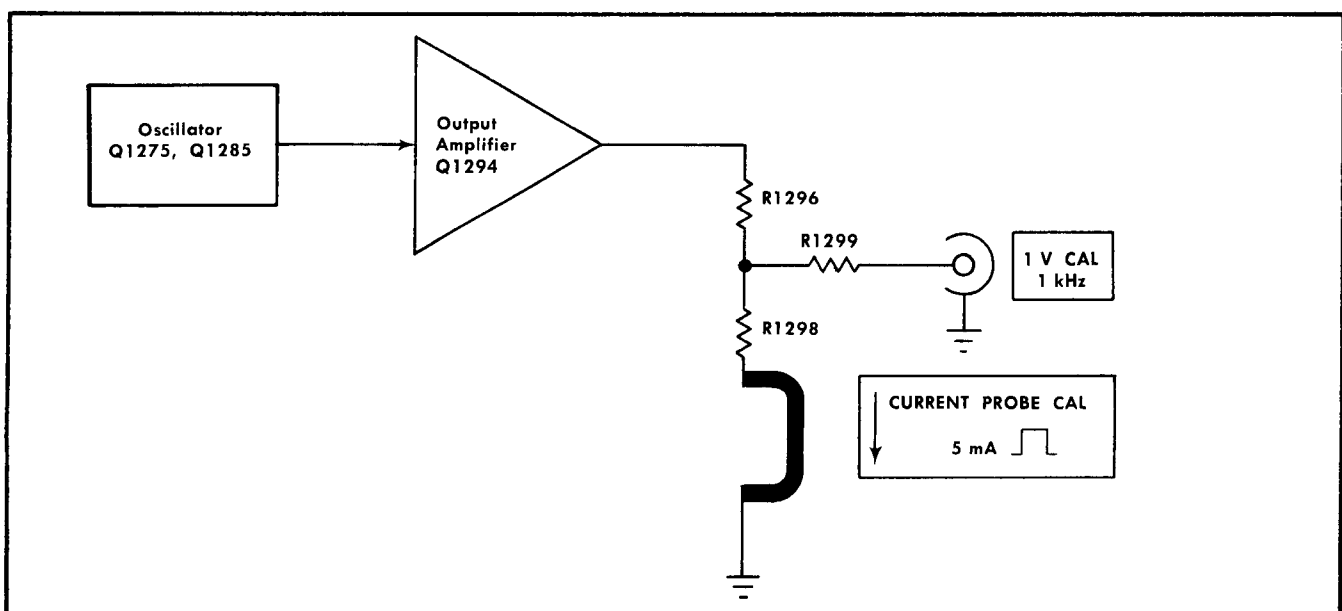 Oscillator
Q1275, Q1285
Output
Amplifier
Q1294
R1296
R1299
1 V CAL
1 kHz
R1298
CURRENT PROBE CAL
5 mA